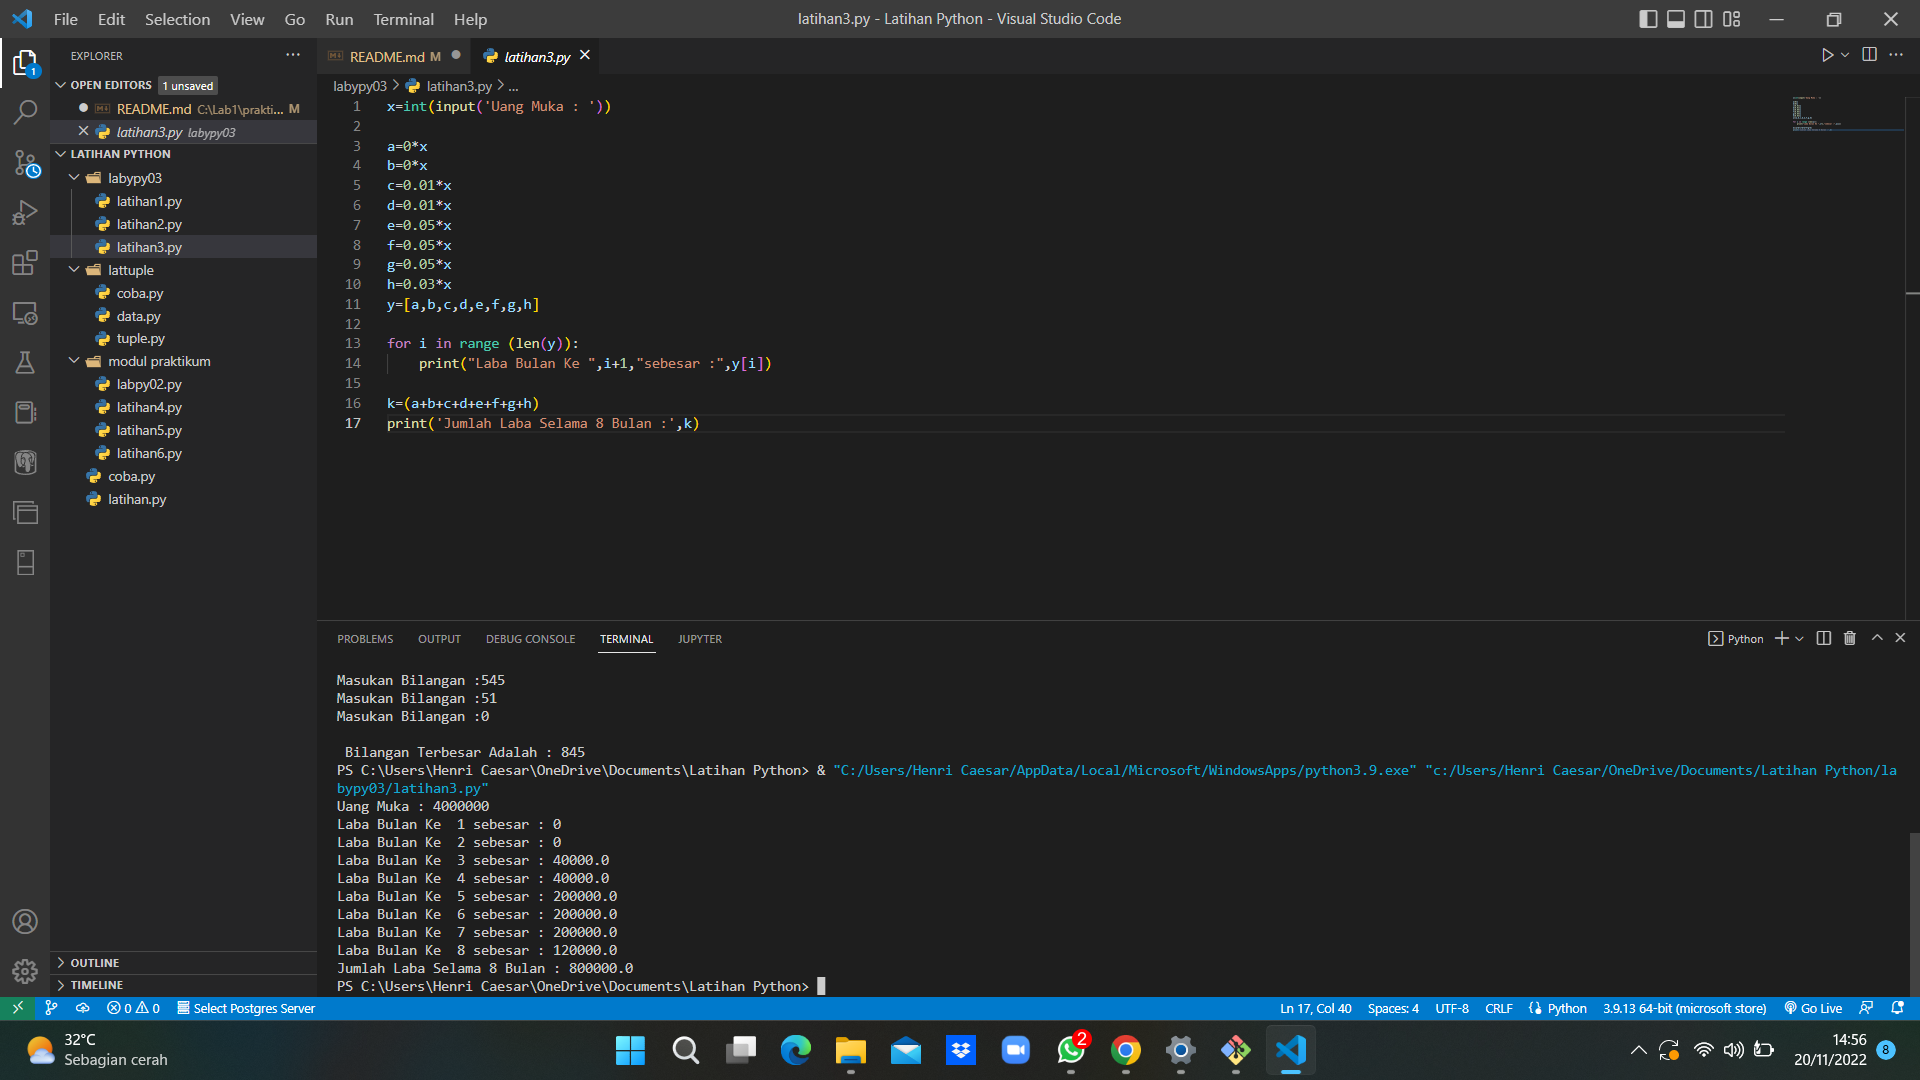 File Edit Selection View Go Run Terminal Help
latihan3.py - Latihan Python - Visual Studio Code
EXPLORER
OPEN EDITORS 1 unsaved
README.md C:\Lab1\prakti... M
latihan3.py labypy03
LATIHAN PYTHON
labypy03
latihan1.py
latihan2.py
latihan3.py
lattuple
coba.py
data.py
tuple.py
modul praktikum
labpy02.py
latihan4.py
latihan5.py
latihan6.py
coba.py
latihan.py
OUTLINE
TIMELINE
README.md M
latihan3.py
labypy03 > latihan3.py > ...
1 x=int(input('Uang Muka : '))
2
3 a=0*x
4 b=0*x
5 c=0.01*x
6 d=0.01*x
7 e=0.05*x
8 f=0.05*x
9 g=0.05*x
10 h=0.03*x
11 y=[a,b,c,d,e,f,g,h]
12
13 for i in range (len(y)):
14 print("Laba Bulan Ke ",i+1,"sebesar :",y[i])
15
16 k=(a+b+c+d+e+f+g+h)
17 print('Jumlah Laba Selama 8 Bulan :',k)
PROBLEMS OUTPUT DEBUG CONSOLE TERMINAL JUPYTER
Python
Masukan Bilangan :545
Masukan Bilangan :51
Masukan Bilangan :0
Bilangan Terbesar Adalah : 845
PS C:\Users\Henri Caesar\OneDrive\Documents\Latihan Python> & "C:/Users/Henri Caesar/AppData/Local/Microsoft/WindowsApps/python3.9.exe" "c:/Users/Henri Caesar/OneDrive/Documents/Latihan Python/la
bypy03/latihan3.py"
Uang Muka : 4000000
Laba Bulan Ke  1 sebesar : 0
Laba Bulan Ke  2 sebesar : 0
Laba Bulan Ke  3 sebesar : 40000.0
Laba Bulan Ke  4 sebesar : 40000.0
Laba Bulan Ke  5 sebesar : 200000.0
Laba Bulan Ke  6 sebesar : 200000.0
Laba Bulan Ke  7 sebesar : 200000.0
Laba Bulan Ke  8 sebesar : 120000.0
Jumlah Laba Selama 8 Bulan : 800000.0
PS C:\Users\Henri Caesar\OneDrive\Documents\Latihan Python>
0 0 Select Postgres Server
Ln 17, Col 40 Spaces: 4 UTF-8 CRLF Python 3.9.13 64-bit (microsoft store) Go Live
32°C
Sebagian cerah
2
14:56
20/11/2022
8
1